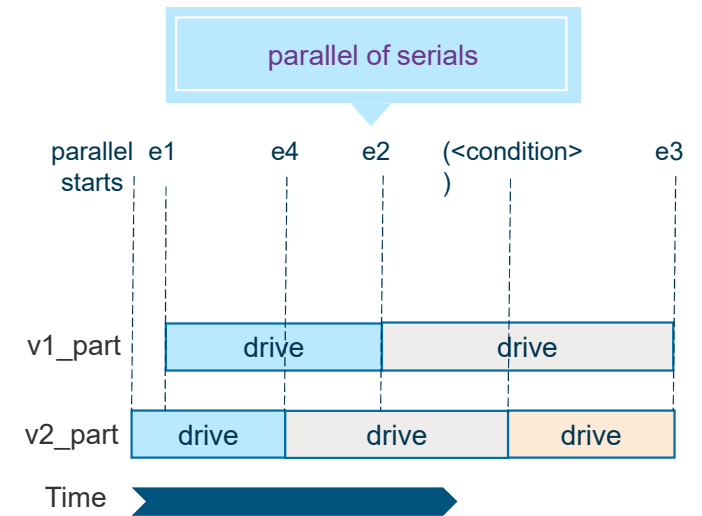 parallel of serials
parallel e1 e4 e2 (<condition> e3
starts )
v1_part drive drive
v2_part drive drive drive
Time